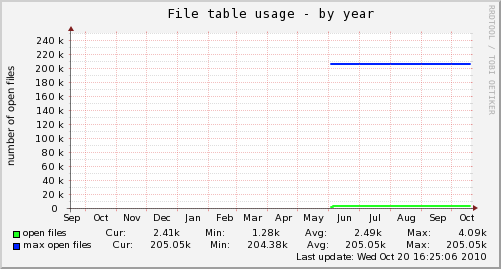 File table usage - by year
RRDTOOL / TOBI OETIKER
number of open files
240 k
220 k
200 k
180 k
160 k
140 k
120 k
100 k
80 k
60 k
40 k
20 k
0
Sep Oct Nov Dec Jan Feb Mar Apr May Jun Jul Aug Sep Oct
open files Cur: 2.41k Min: 1.28k Avg: 2.49k Max: 4.09k
max open files Cur: 205.05k Min: 204.38k Avg: 205.05k Max: 205.05k
Last update: Wed Oct 20 16:25:06 2010